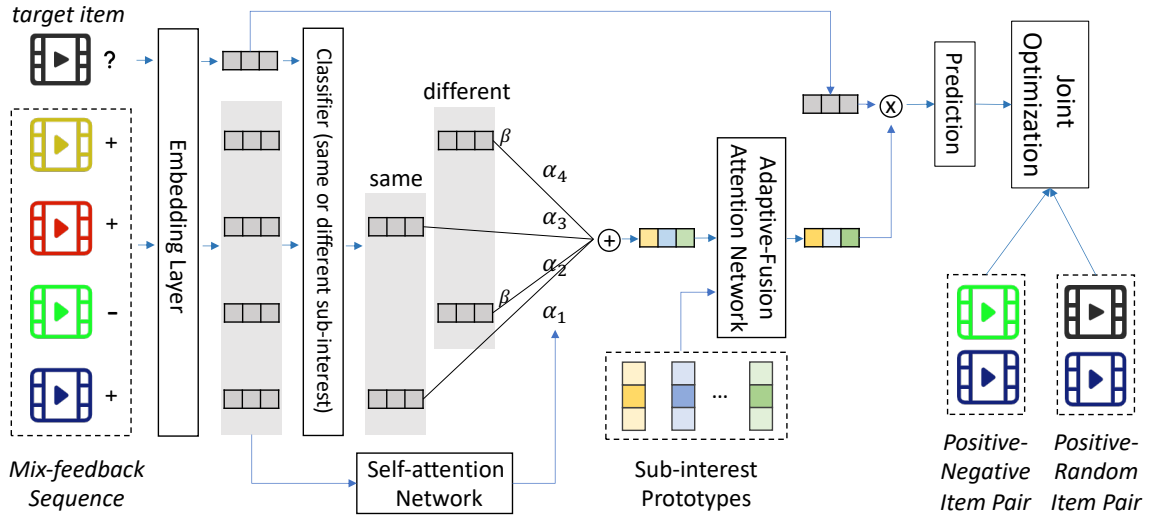 target item
?
+
+
-
+
Mix-feedback
Sequence
Embedding Layer
Classifier (same or different sub-interest)
same
different
β
β
α₄
α₃
α₂
α₁
Self-attention
Network
+
Adaptive-Fusion
Attention Network
...
Sub-interest
Prototypes
x
Prediction
Joint
Optimization
Positive-
Negative
Item Pair
Positive-
Random
Item Pair